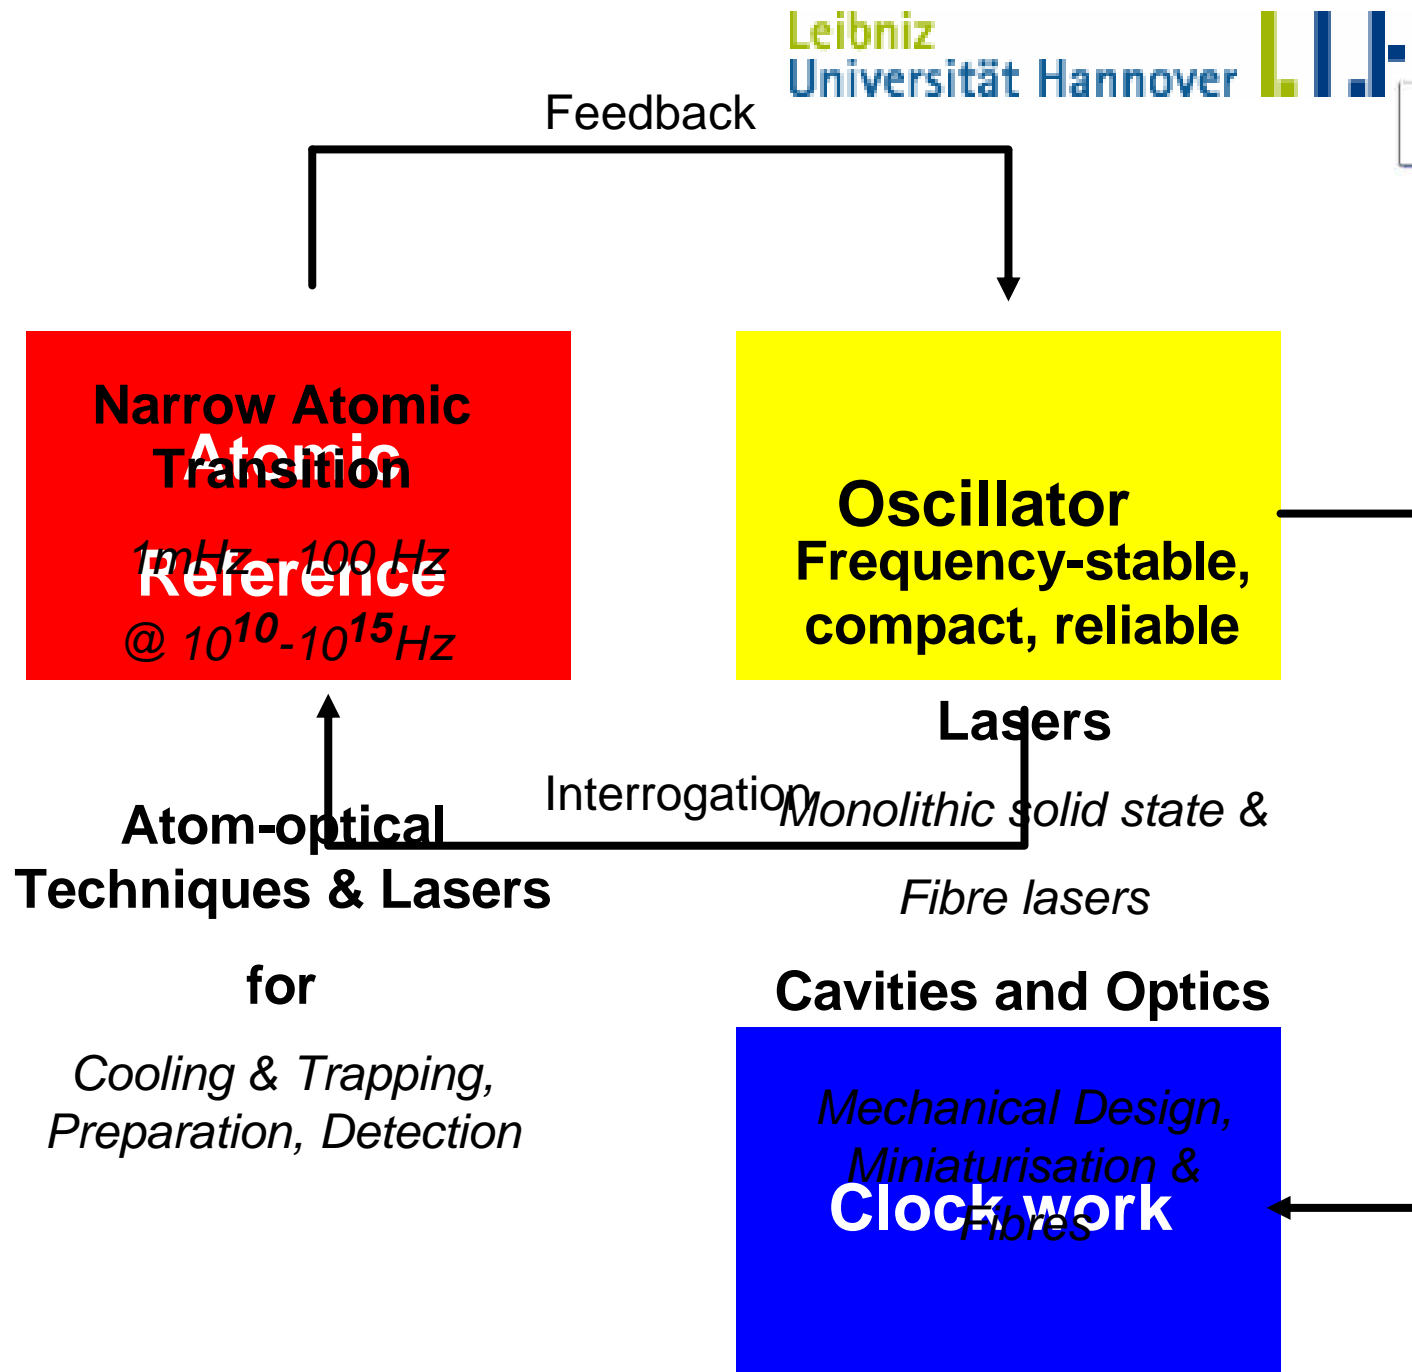 Leibniz
Universität Hannover
Feedback
Narrow Atomic
Transition
Atomic
1mHz - 100 Hz
Reference
@ 10¹⁰-10¹⁵Hz
Oscillator
Frequency-stable,
compact, reliable
Lasers
Interrogation
Monolithic solid state &
Fibre lasers
Atom-optical
Techniques & Lasers
for
Cooling & Trapping,
Preparation, Detection
Cavities and Optics
Mechanical Design,
Miniaturisation &
Fibres
Clock work